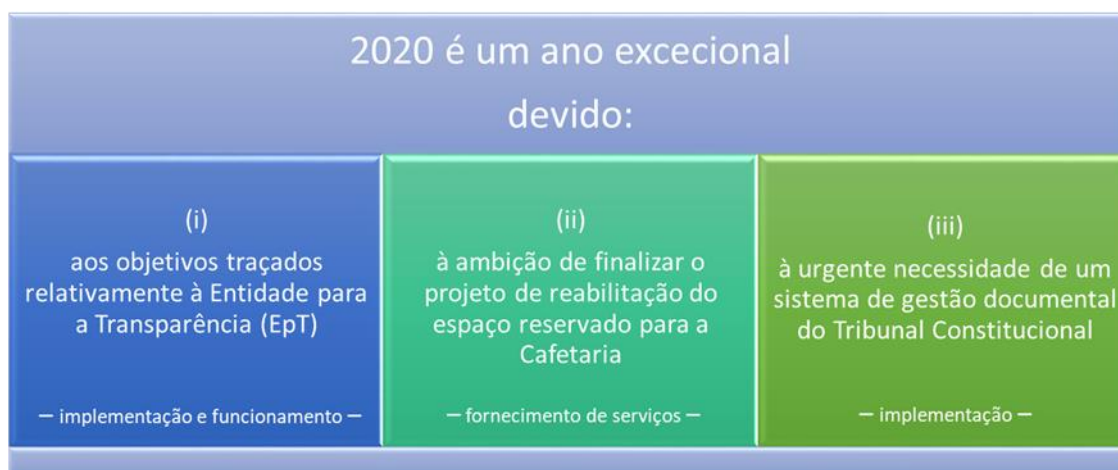 2020 é um ano excecional
devido:
(i)
aos objetivos traçados
relativamente à Entidade para
a Transparência (EpT)
— implementação e funcionamento —
(ii)
à ambição de finalizar o
projeto de reabilitação do
espaço reservado para a
Cafetaria
— fornecimento de serviços —
(iii)
à urgente necessidade de um
sistema de gestão documental
do Tribunal Constitucional
— implementação —